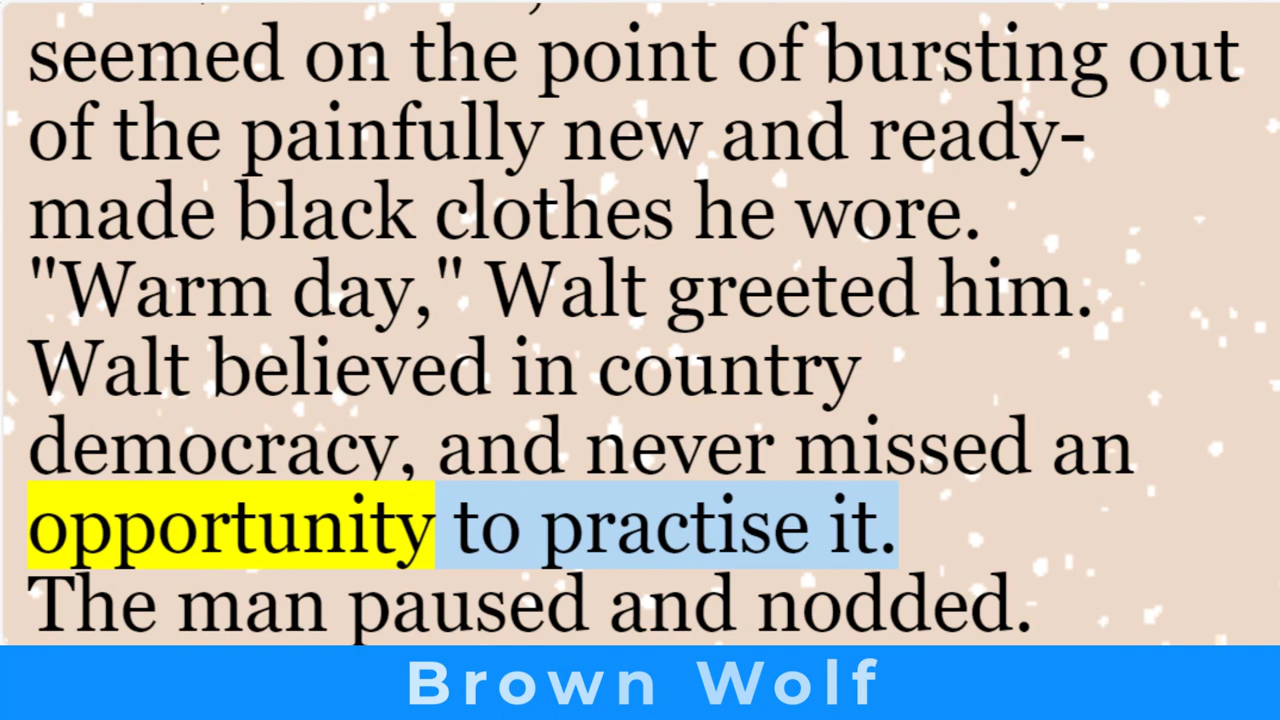 seemed on the point of bursting out
of the painfully new and ready-
made black clothes he wore.
"Warm day," Walt greeted him.
Walt believed in country
democracy, and never missed an
opportunity to practise it.
The man paused and nodded.
Brown Wolf